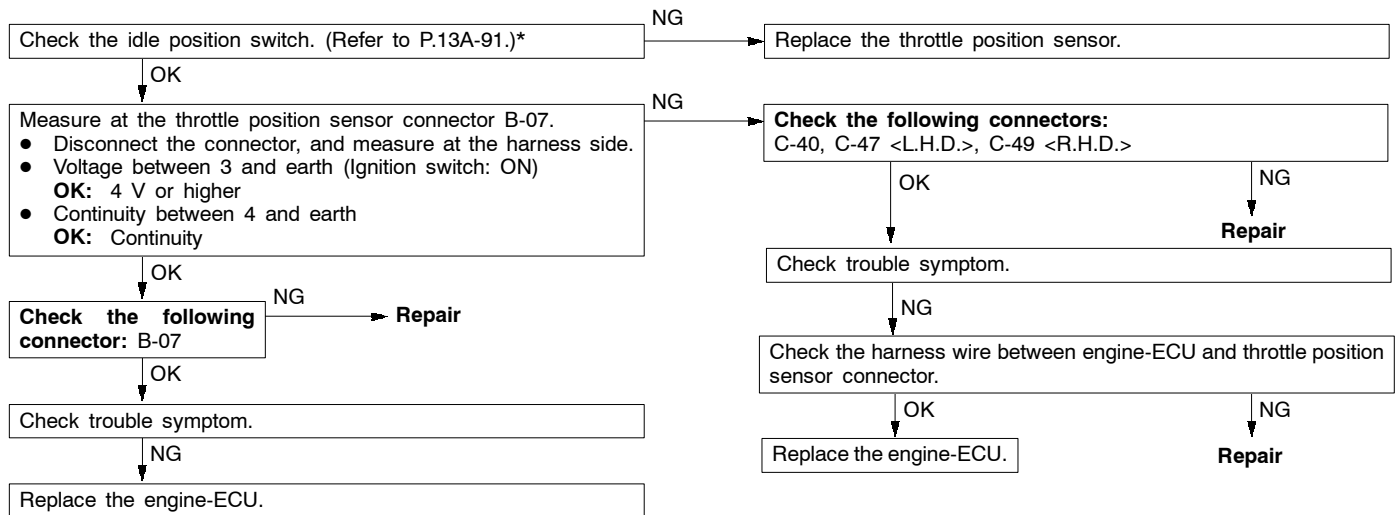 Check the idle position switch. (Refer to P.13A-91.)*
NG
Replace the throttle position sensor.
OK
Measure at the throttle position sensor connector B-07.
● Disconnect the connector, and measure at the harness side.
● Voltage between 3 and earth (Ignition switch: ON)
OK: 4 V or higher
● Continuity between 4 and earth
OK: Continuity
NG
Check the following connectors:
C-40, C-47 <L.H.D.>, C-49 <R.H.D.>
OK
NG
Repair
Check trouble symptom.
NG
Check the harness wire between engine-ECU and throttle position
sensor connector.
OK
NG
Replace the engine-ECU.
Repair
OK
Check the following
connector: B-07
NG
Repair
OK
Check trouble symptom.
NG
Replace the engine-ECU.